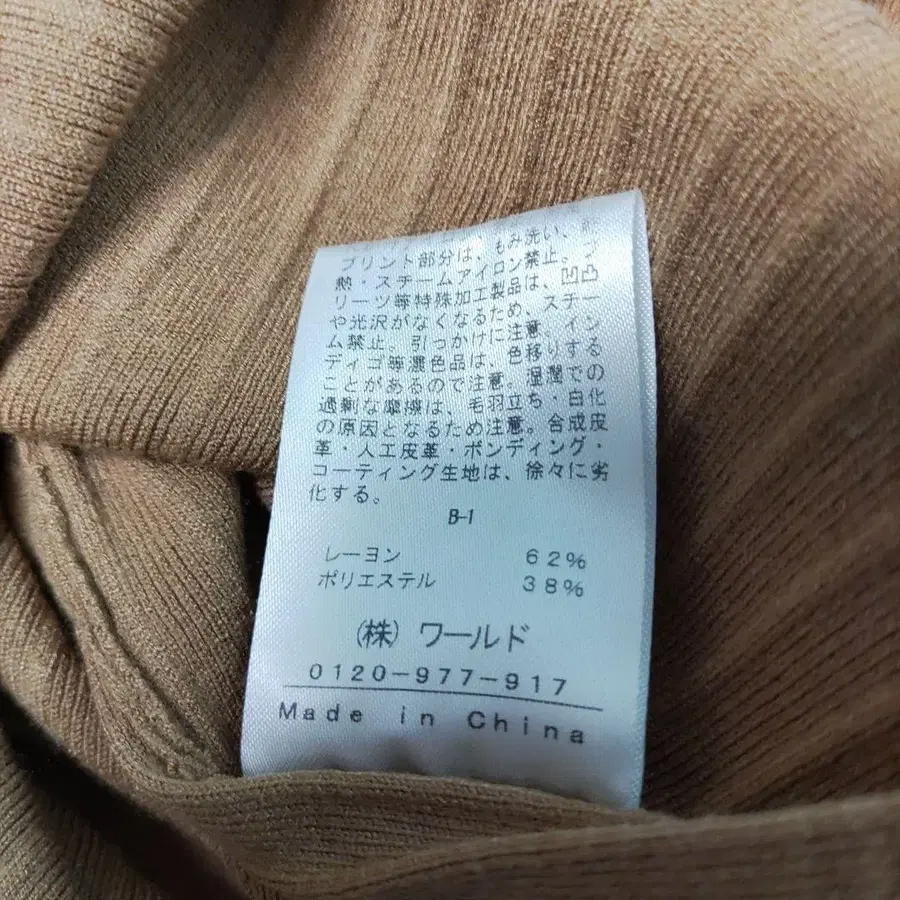 プリント部分は、もみ洗い、
熱・スチームアイロン禁止。プ
リーツ等特殊加工製品は、凹凸
や光沢がなくなるため、スチー
ム禁止、引っかけに注意。イン
ディゴ等濃色品は、色移りする
ことがあるので注意。湿潤での
過剰な摩擦は、毛羽立ち・白化
の原因となるため注意。合成皮
革・人工皮革・ボンディング・
コーティング生地は、徐々に劣
化する。
B-1
レーヨン 62%
ポリエステル 38%
(株) ワールド
0120-977-917
Made in China